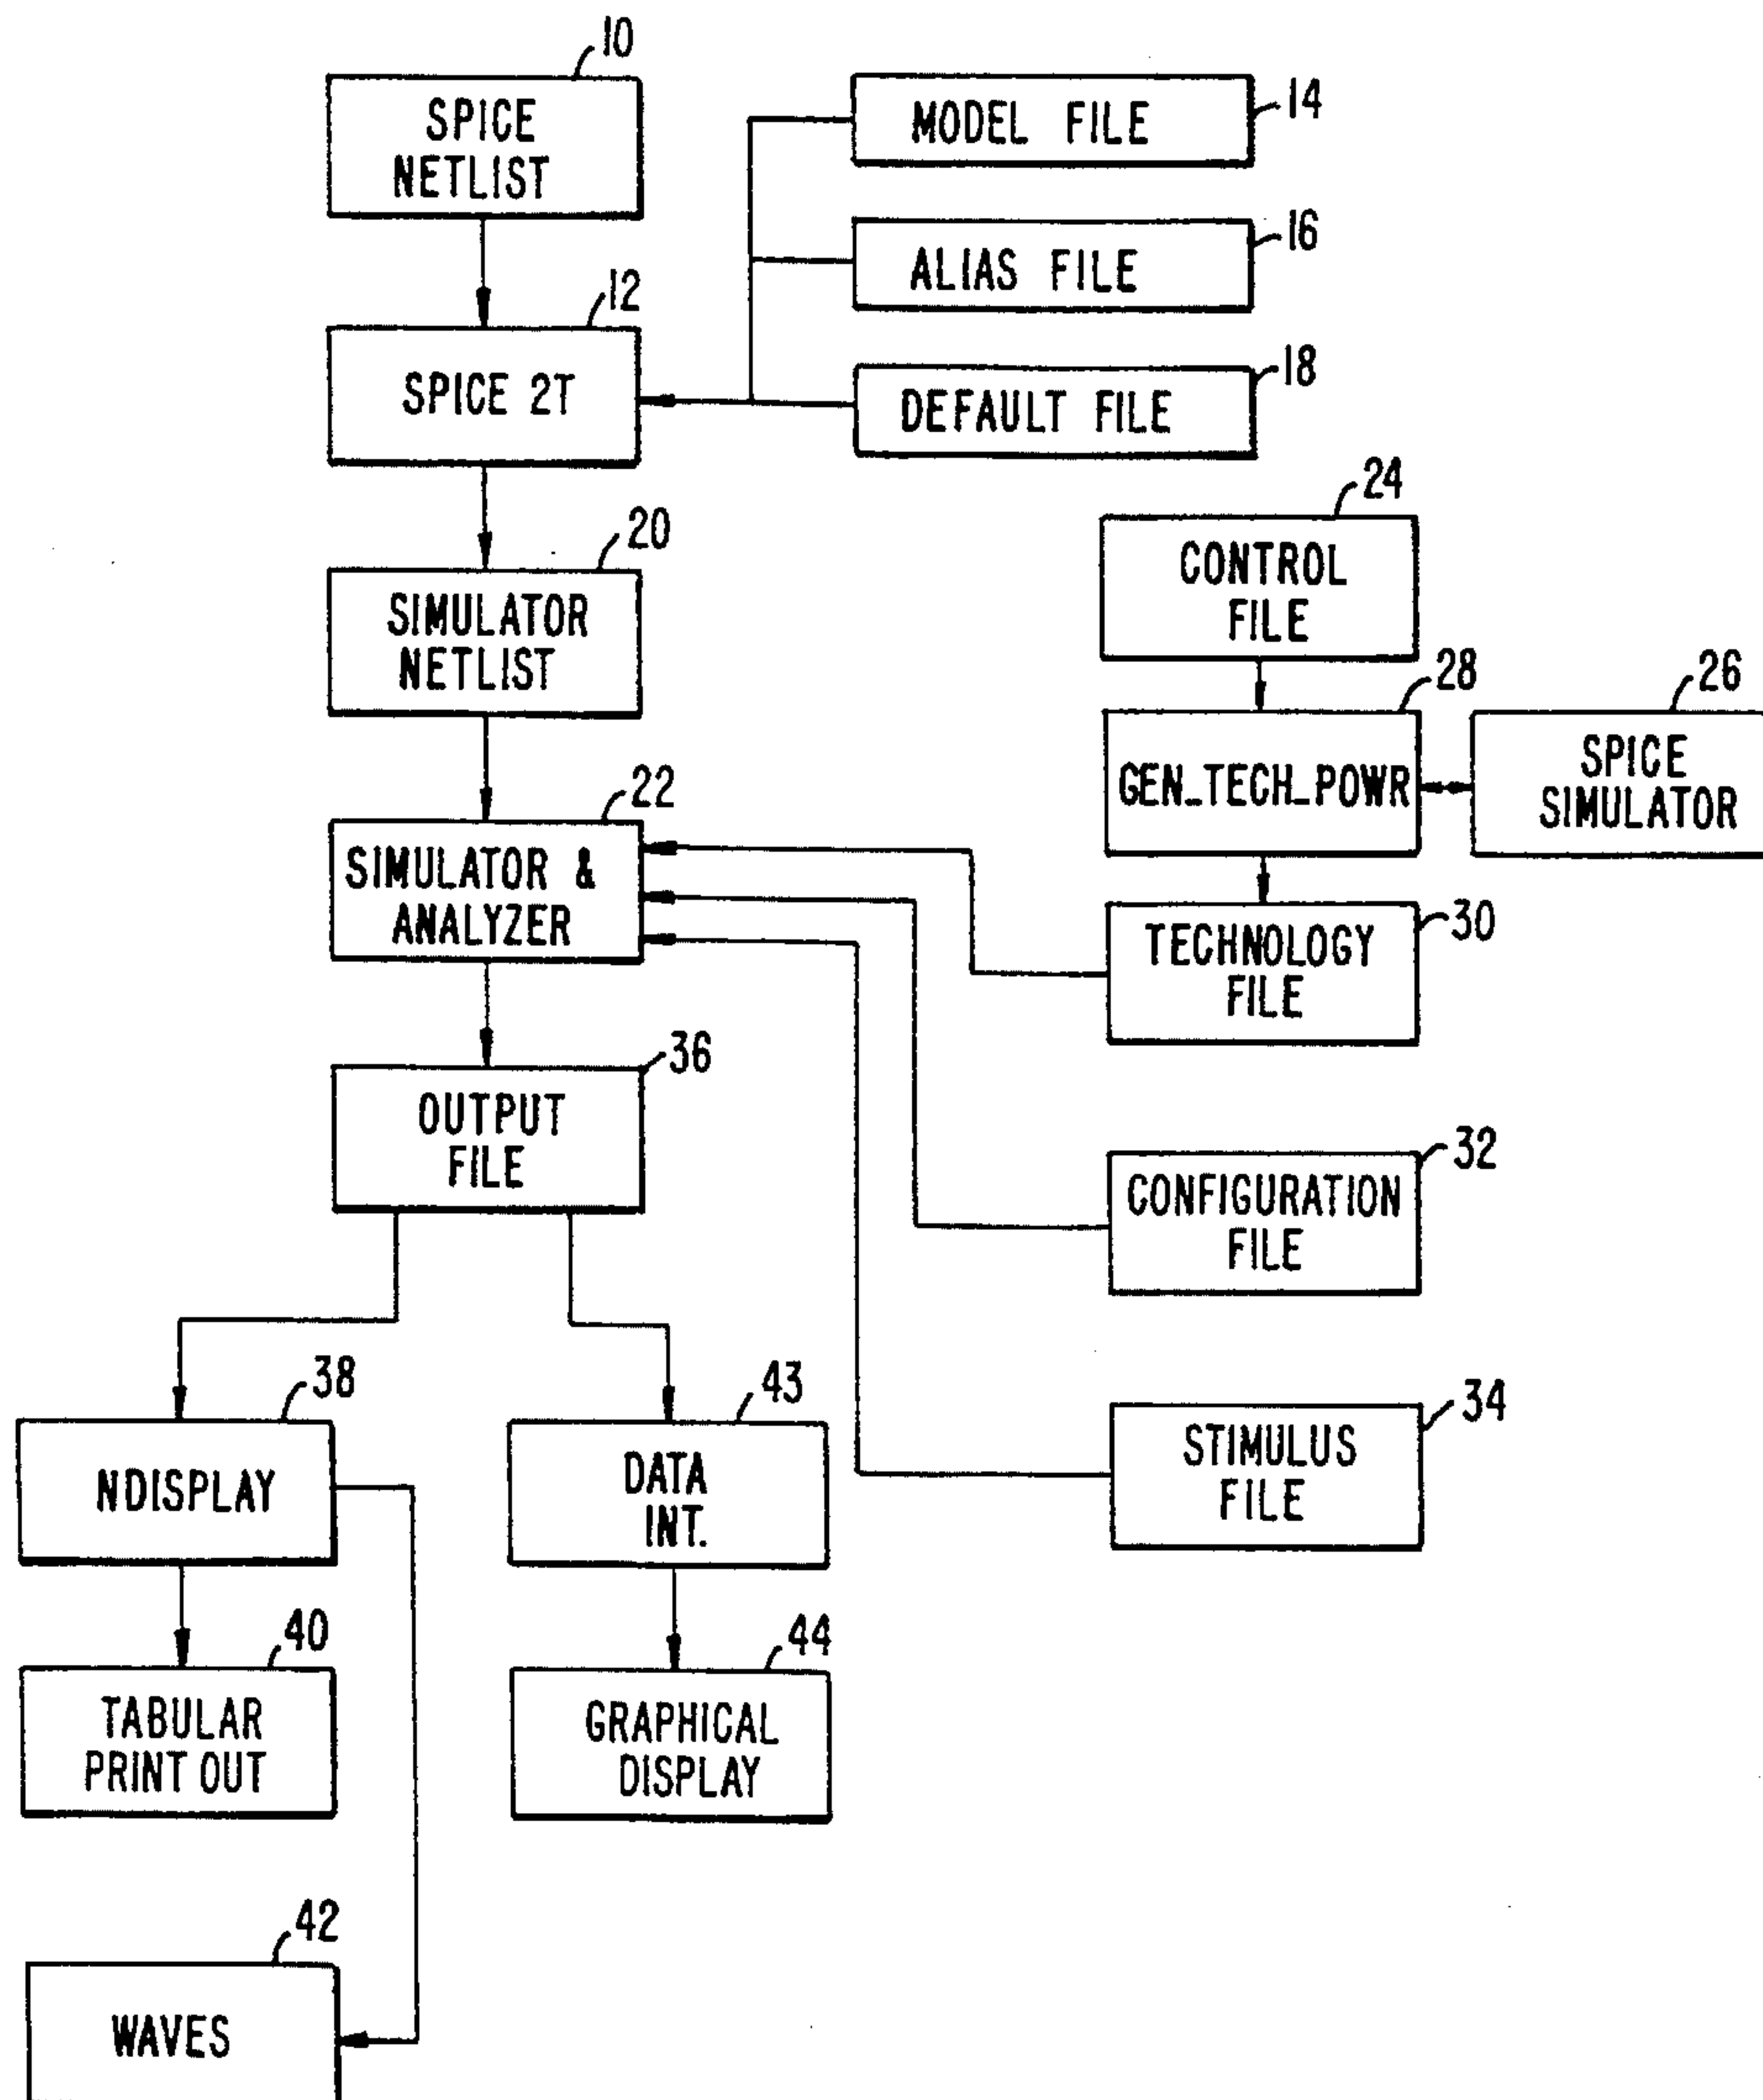 10
SPICE
NETLIST
14
MODEL FILE
16
ALIAS FILE
12
SPICE 2T
18
DEFAULT FILE
24
CONTROL
FILE
20
SIMULATOR
NETLIST
28
GEN_TECH_POWR
26
SPICE
SIMULATOR
22
SIMULATOR &
ANALYZER
30
TECHNOLOGY
FILE
36
OUTPUT
FILE
32
CONFIGURATION
FILE
38
NDISPLAY
43
DATA
INT.
34
STIMULUS
FILE
40
TABULAR
PRINT OUT
44
GRAPHICAL
DISPLAY
42
WAVES